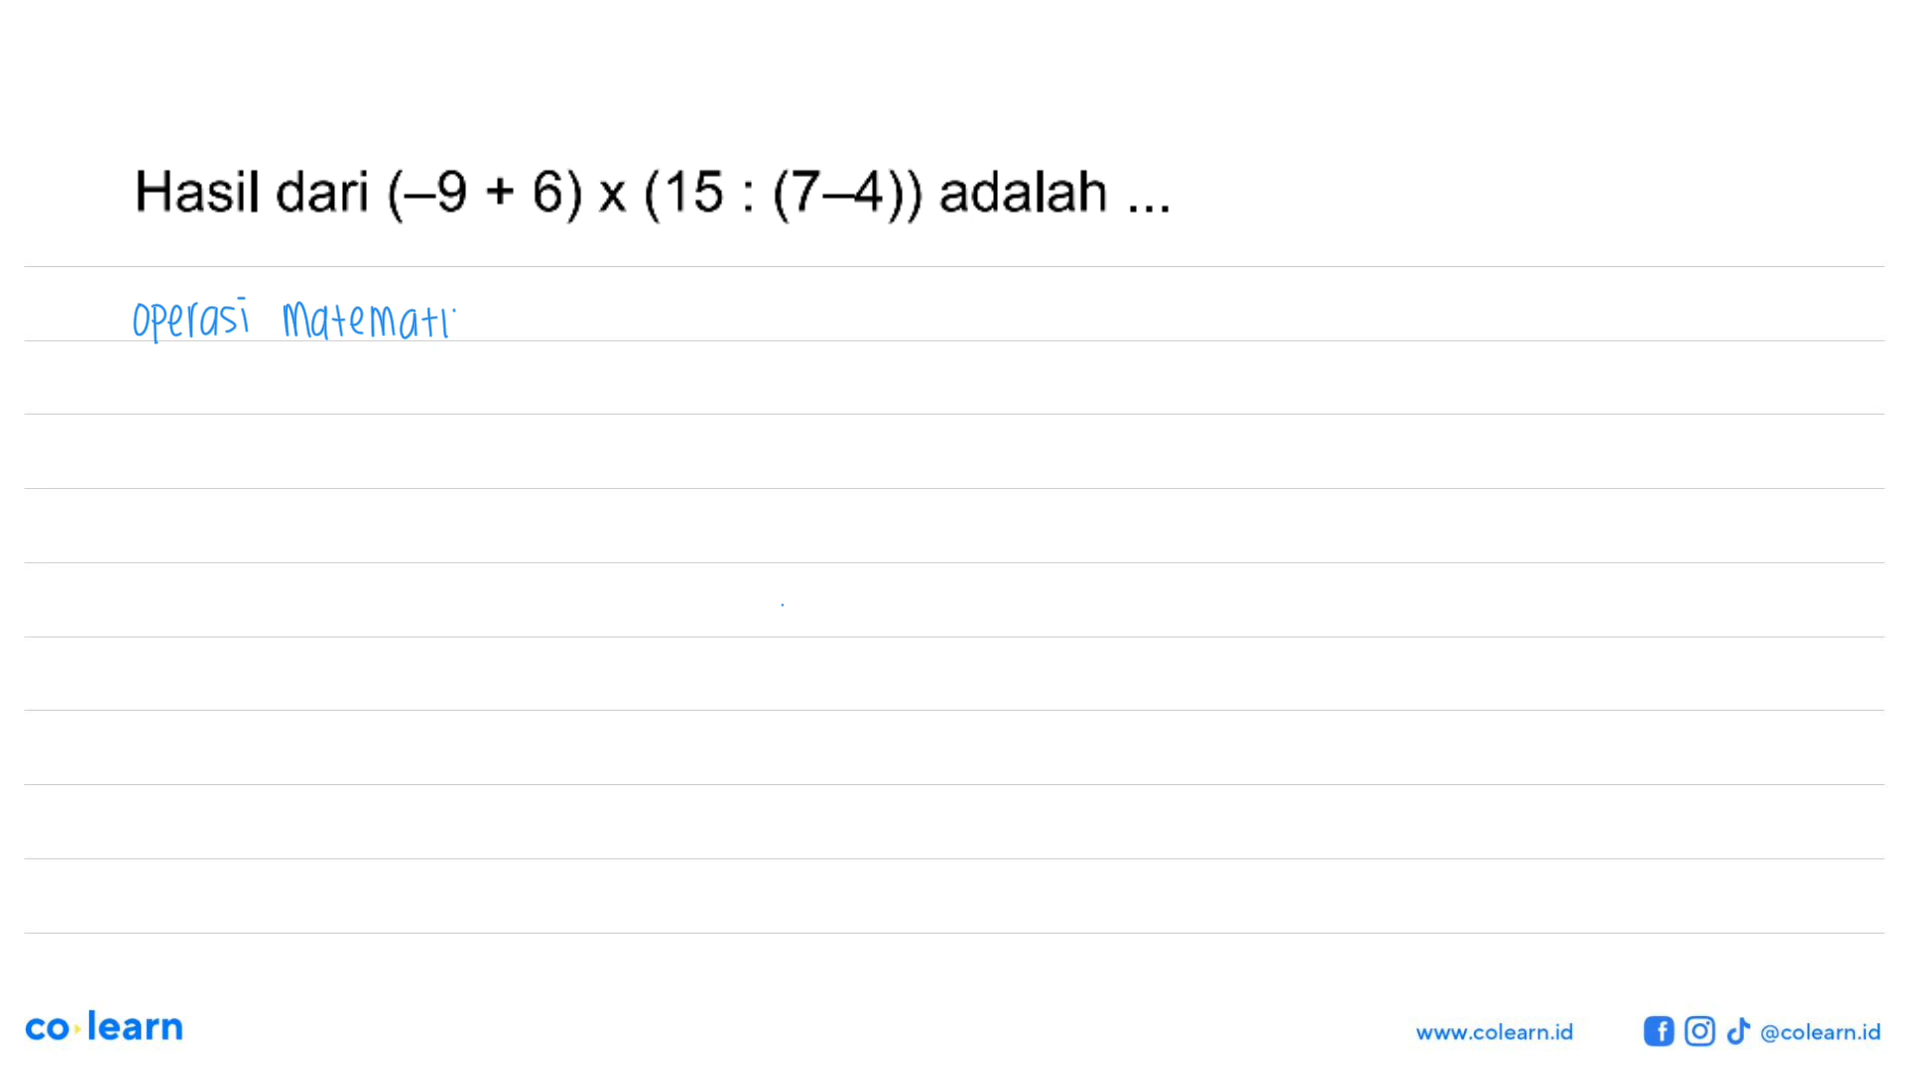 Hasil dari (–9 + 6) x (15 : (7–4)) adalah ...
operasi matemati
co learn
www.colearn.id
@colearn.id